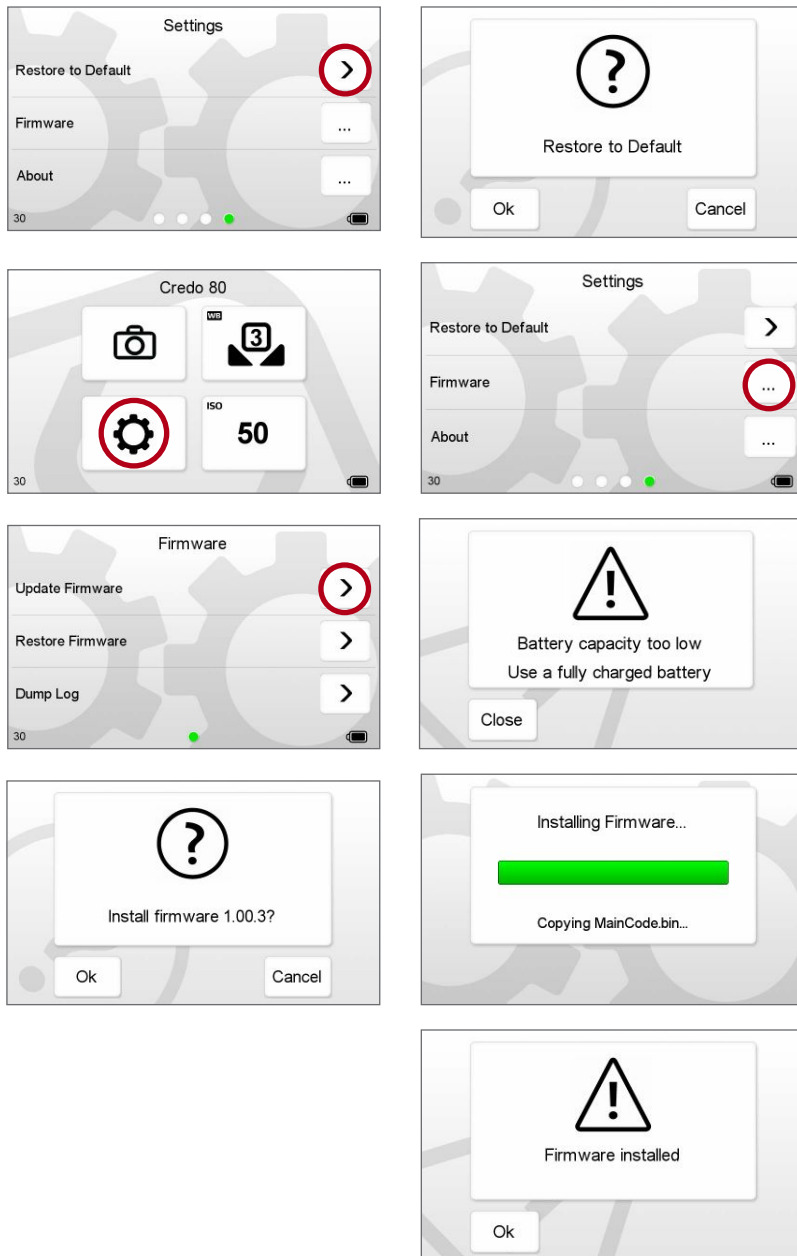 Settings
Restore to Default
>
Firmware
...
About
...
30
?
Restore to Default
Ok
Cancel
Credo 80
WB
3
ISO
50
30
Settings
Restore to Default
>
Firmware
...
About
...
30
Firmware
Update Firmware
>
Restore Firmware
>
Dump Log
>
30
!
Battery capacity too low
Use a fully charged battery
Close
?
Install firmware 1.00.3?
Ok
Cancel
Installing Firmware...
Copying MainCode.bin...
!
Firmware installed
Ok